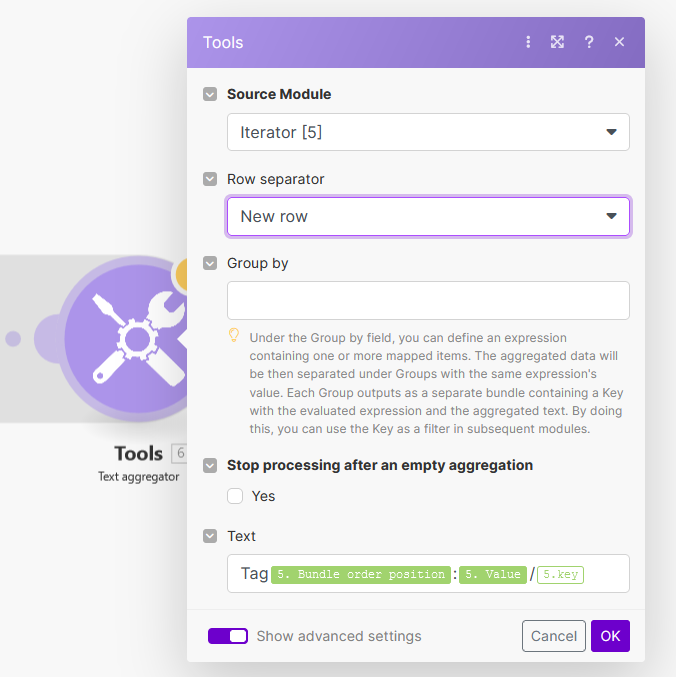 Tools
Source Module
Iterator [5]
Row separator
New row
Group by
Under the Group by field, you can define an expression
containing one or more mapped items. The aggregated data will
be then separated under Groups with the same expression's
value. Each Group outputs as a separate bundle containing a Key
with the evaluated expression and the aggregated text. By doing
this, you can use the Key as a filter in subsequent modules.
Tools 6
Text aggregator
Stop processing after an empty aggregation
Yes
Text
Tag 5. Bundle order position : 5. Value / 5.key
Show advanced settings
Cancel
OK